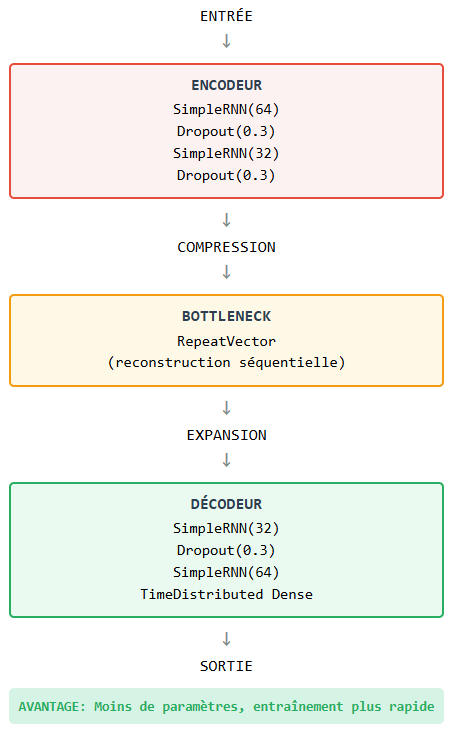 ENTRÉE
↓
ENCODEUR
SimpleRNN(64)
Dropout(0.3)
SimpleRNN(32)
Dropout(0.3)
↓
COMPRESSION
↓
BOTTLENECK
RepeatVector
(reconstruction séquentielle)
↓
EXPANSION
↓
DÉCODEUR
SimpleRNN(32)
Dropout(0.3)
SimpleRNN(64)
TimeDistributed Dense
↓
SORTIE
AVANTAGE: Moins de paramètres, entraînement plus rapide